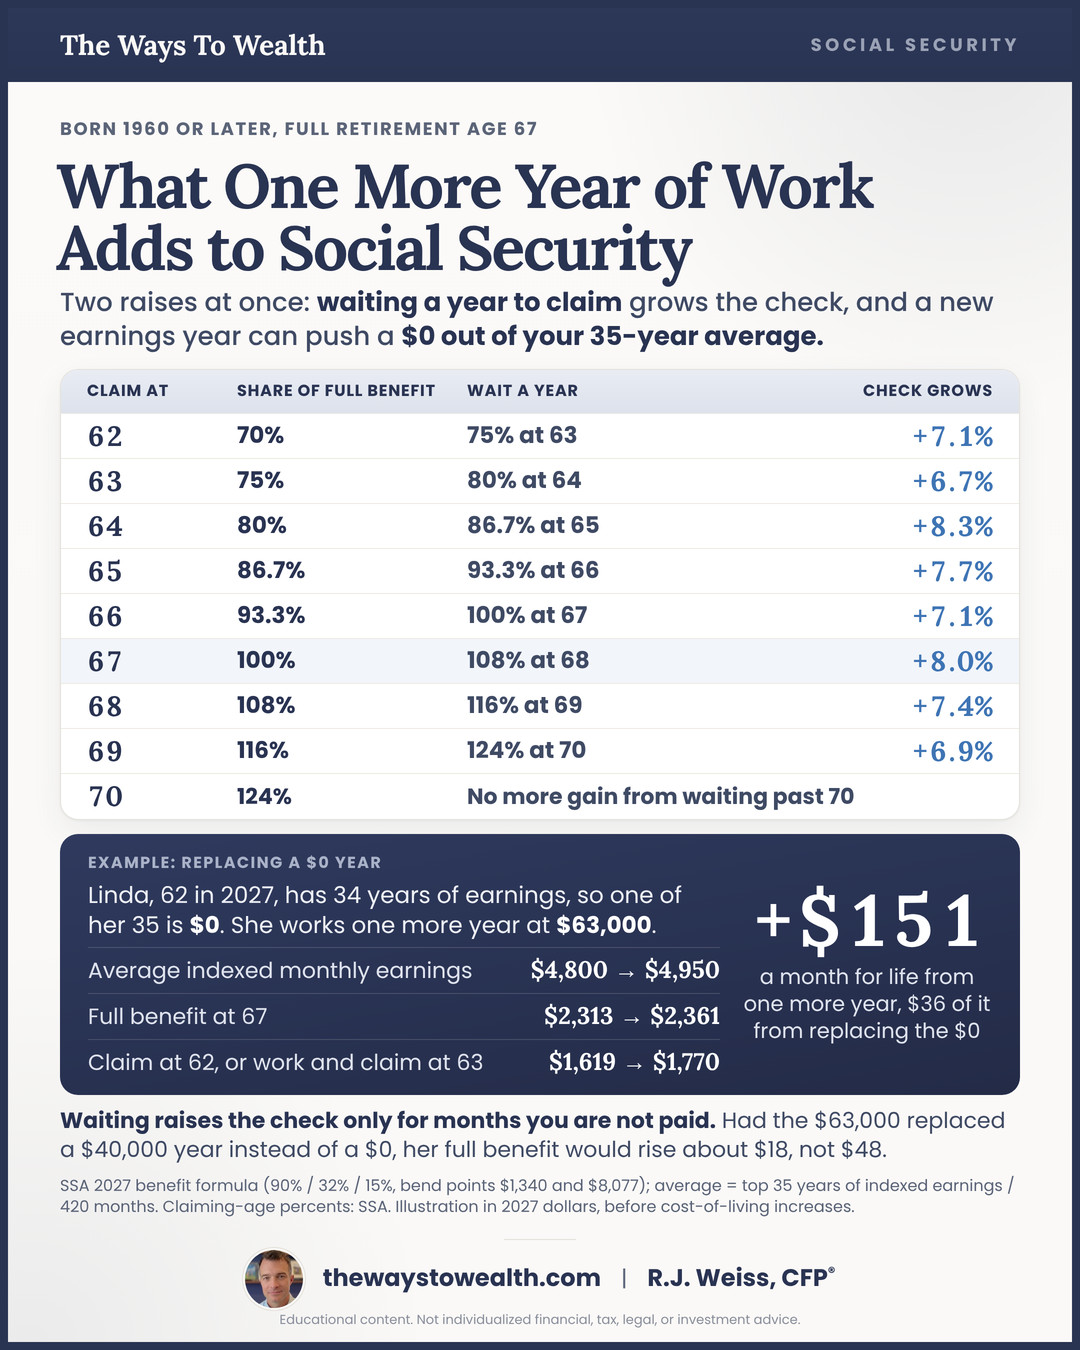 The Ways To Wealth
SOCIAL SECURITY
BORN 1960 OR LATER, FULL RETIREMENT AGE 67
What One More Year of Work
Adds to Social Security
Two raises at once: waiting a year to claim grows the check, and a new
earnings year can push a $0 out of your 35-year average.
CLAIM AT SHARE OF FULL BENEFIT WAIT A YEAR CHECK GROWS
62 70% 75% at 63 +7.1%
63 75% 80% at 64 +6.7%
64 80% 86.7% at 65 +8.3%
65 86.7% 93.3% at 66 +7.7%
66 93.3% 100% at 67 +7.1%
67 100% 108% at 68 +8.0%
68 108% 116% at 69 +7.4%
69 116% 124% at 70 +6.9%
70 124% No more gain from waiting past 70
EXAMPLE: REPLACING A $0 YEAR
Linda, 62 in 2027, has 34 years of earnings, so one of
her 35 is $0. She works one more year at $63,000.
Average indexed monthly earnings $4,800 → $4,950
Full benefit at 67 $2,313 → $2,361
Claim at 62, or work and claim at 63 $1,619 → $1,770
+$151
a month for life from
one more year, $36 of it
from replacing the $0
Waiting raises the check only for months you are not paid. Had the $63,000 replaced
a $40,000 year instead of a $0, her full benefit would rise about $18, not $48.
SSA 2027 benefit formula (90% / 32% / 15%, bend points $1,340 and $8,077); average = top 35 years of indexed earnings /
420 months. Claiming-age percents: SSA. Illustration in 2027 dollars, before cost-of-living increases.
thewaystowealth.com | R.J. Weiss, CFP®
Educational content. Not individualized financial, tax, legal, or investment advice.